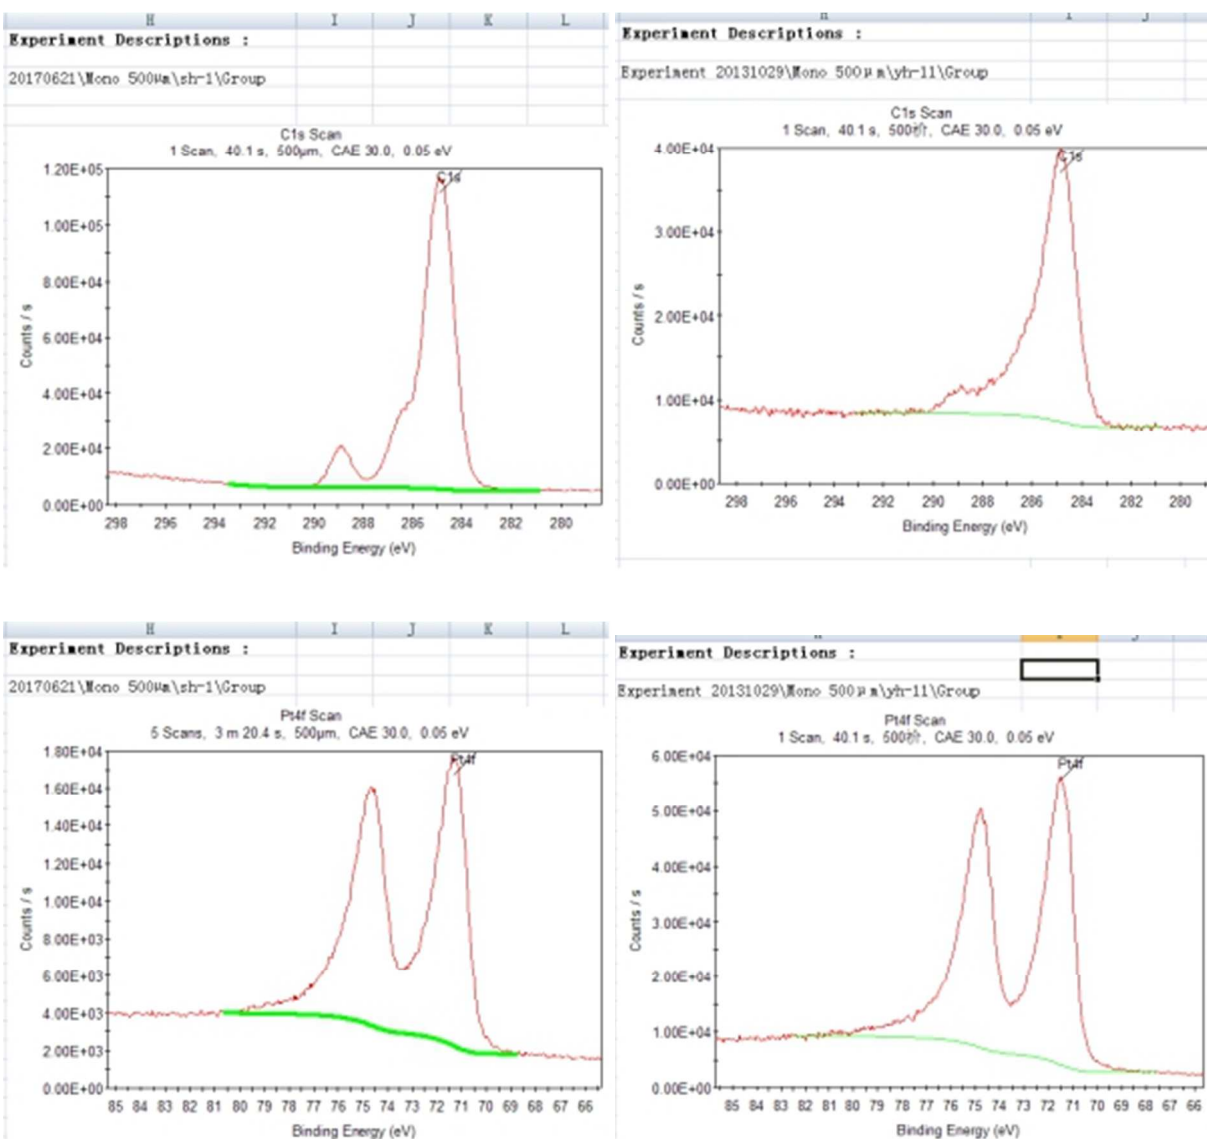 H I J K L
Experiment Descriptions :
20170621\Mono 500μm\sh-1\Group
C1s Scan
1 Scan, 40.1 s, 500μm, CAE 30.0, 0.05 eV
C1s
1.20E+05
1.00E+05
8.00E+04
6.00E+04
4.00E+04
2.00E+04
0.00E+00
Counts / s
298 296 294 292 290 288 286 284 282 280
Binding Energy (eV)
Experiment Descriptions :
Experiment 20131029\Mono 500μm\yh-11\Group
C1s Scan
1 Scan, 40.1 s, 500祄, CAE 30.0, 0.05 eV
C1s
4.00E+04
3.00E+04
2.00E+04
1.00E+04
0.00E+00
Counts / s
298 296 294 292 290 288 286 284 282 280
Binding Energy (eV)
H I J K L
Experiment Descriptions :
20170621\Mono 500μm\sh-1\Group
Pt4f Scan
5 Scans, 3 m 20.4 s, 500μm, CAE 30.0, 0.05 eV
Pt4f
1.80E+04
1.60E+04
1.40E+04
1.20E+04
1.00E+04
8.00E+03
6.00E+03
4.00E+03
2.00E+03
0.00E+00
Counts / s
85 84 83 82 81 80 79 78 77 76 75 74 73 72 71 70 69 68 67 66
Binding Energy (eV)
Experiment Descriptions :
Experiment 20131029\Mono 500μm\yh-11\Group
Pt4f Scan
1 Scan, 40.1 s, 500祄, CAE 30.0, 0.05 eV
Pt4f
6.00E+04
5.00E+04
4.00E+04
3.00E+04
2.00E+04
1.00E+04
0.00E+00
Counts / s
85 84 83 82 81 80 79 78 77 76 75 74 73 72 71 70 69 68 67 66
Binding Energy (eV)